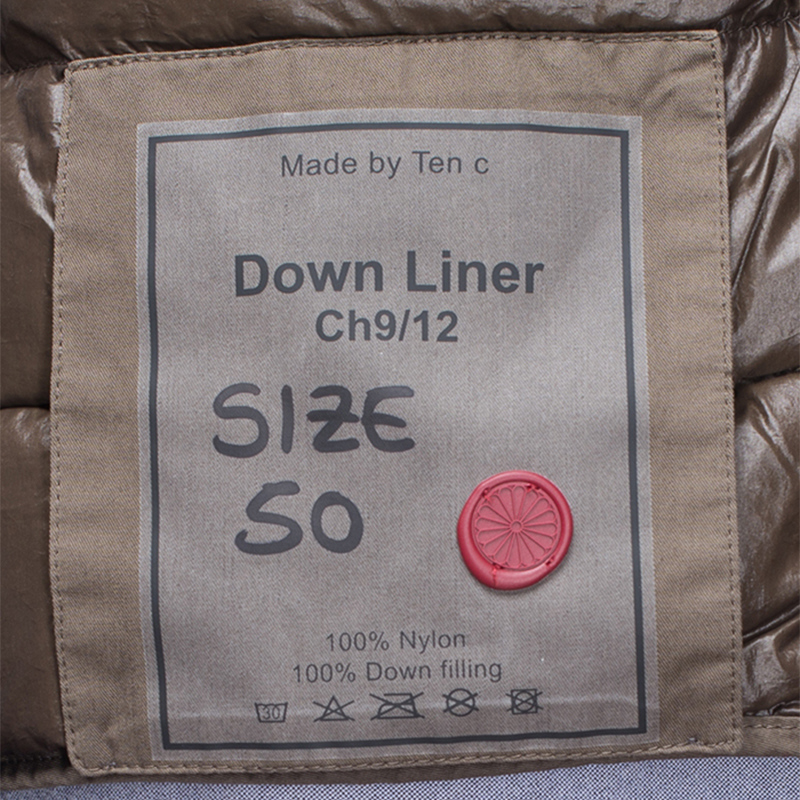 Made by Ten c
Down Liner
Ch9/12
SIZE
50
100% Nylon
100% Down filling
30